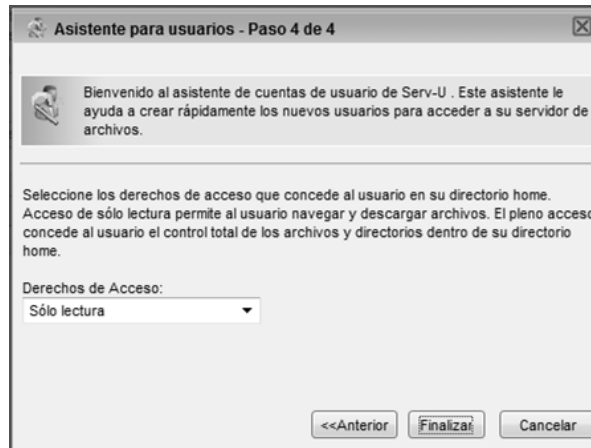 Asistente para usuarios - Paso 4 de 4
Bienvenido al asistente de cuentas de usuario de Serv-U . Este asistente le
ayuda a crear rápidamente los nuevos usuarios para acceder a su servidor de
archivos.
Seleccione los derechos de acceso que concede al usuario en su directorio home.
Acceso de sólo lectura permite al usuario navegar y descargar archivos. El pleno acceso
concede al usuario el control total de los archivos y directorios dentro de su directorio
home.
Derechos de Acceso:
Sólo lectura
<<Anterior Finalizar Cancelar